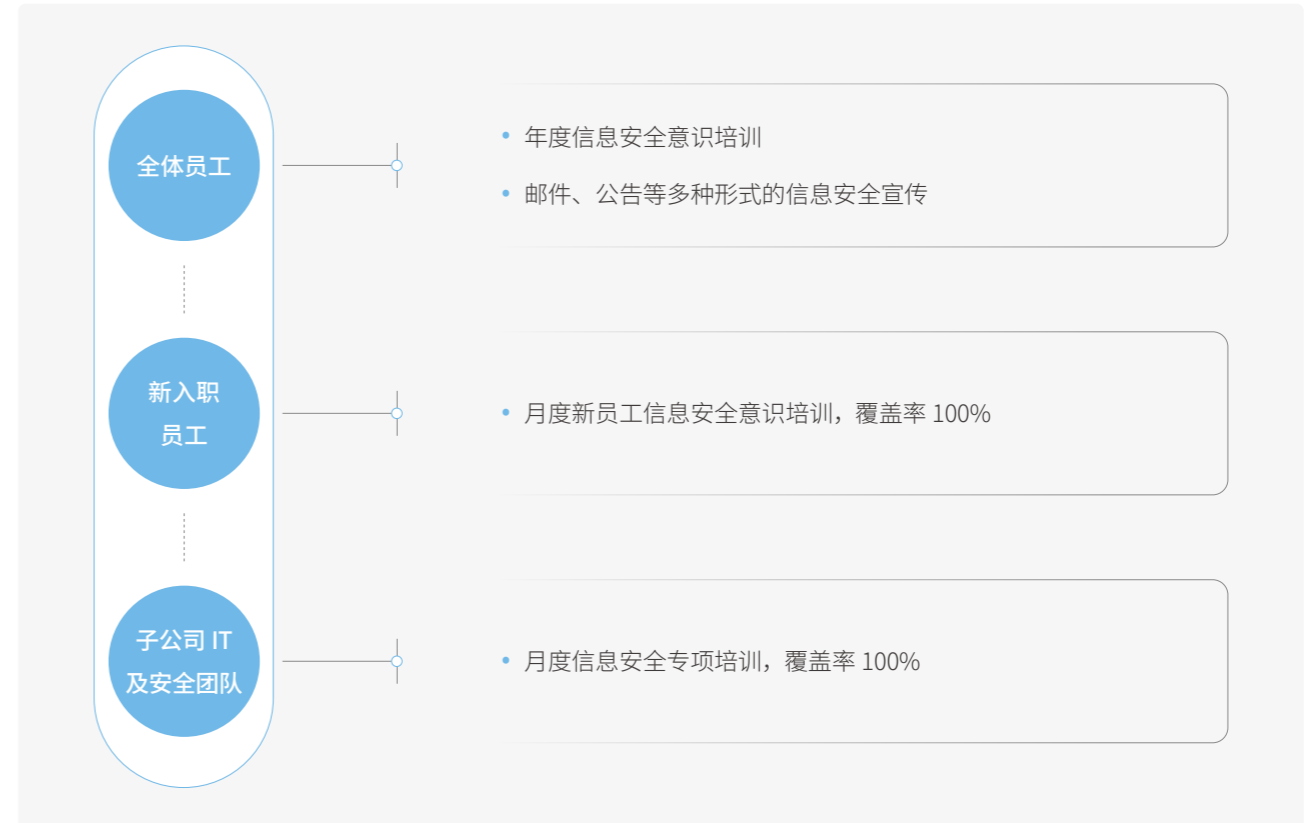 全体员工
年度信息安全意识培训
邮件、公告等多种形式的信息安全宣传
新入职
员工
月度新员工信息安全意识培训，覆盖率 100%
子公司 IT
及安全团队
月度信息安全专项培训，覆盖率 100%